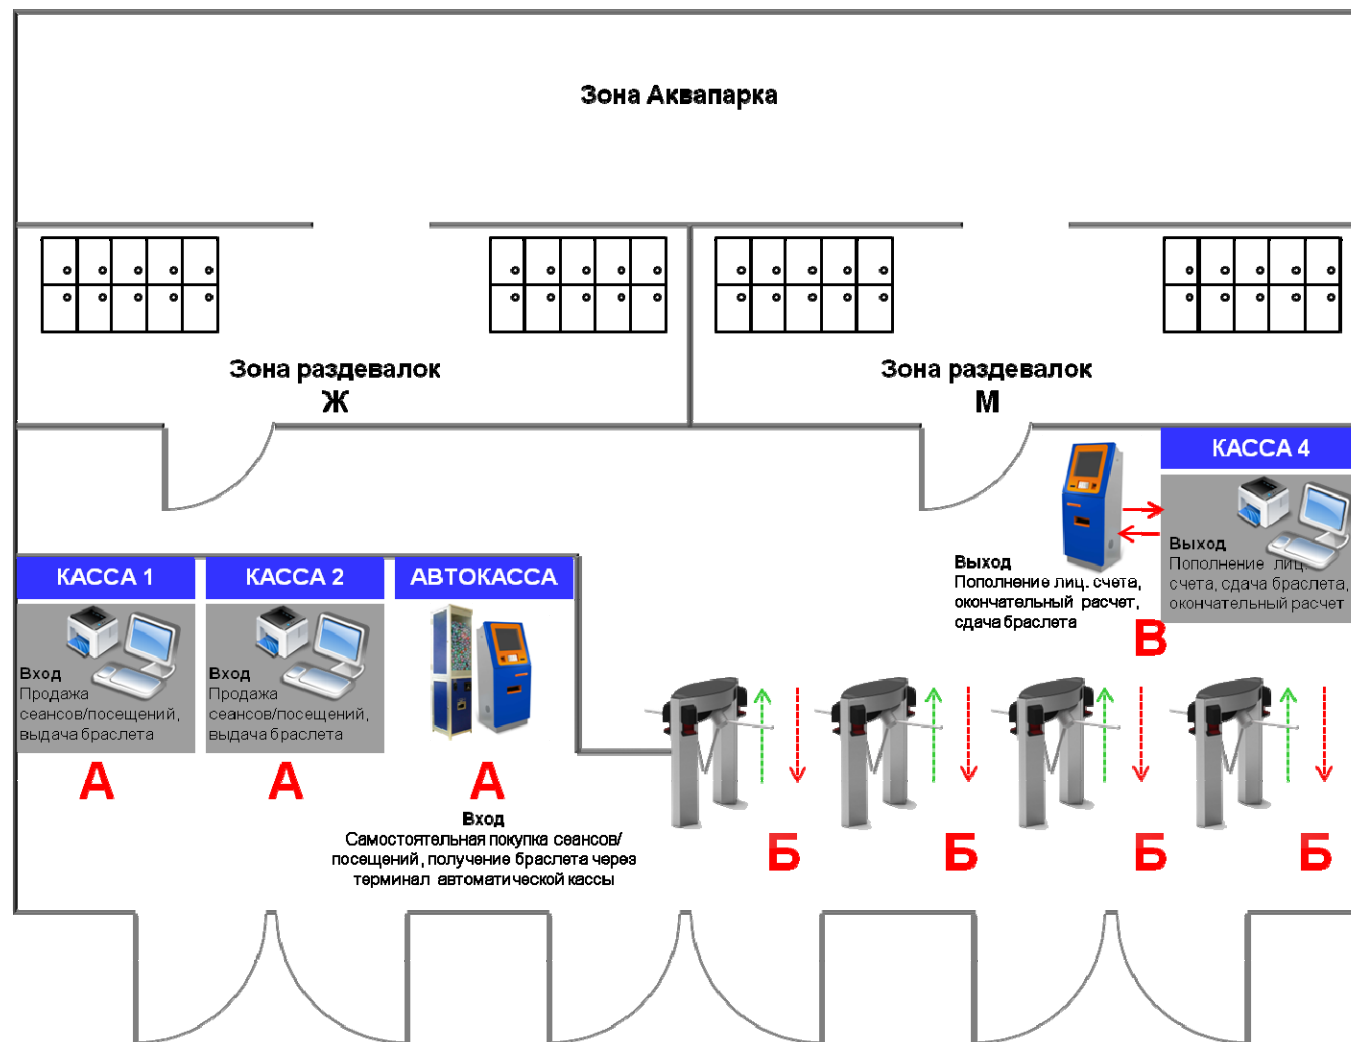 Зона Аквапарка
Зона раздевалок
Ж
Зона раздевалок
М
КАССА 4
Выход
Пополнение лиц.
счета, сдача браслета,
окончательный расчет
Выход
Пополнение лиц. счета,
окончательный расчет,
сдача браслета
В
КАССА 1
Вход
Продажа
сеансов/посещений,
выдача браслета
А
КАССА 2
Вход
Продажа
сеансов/посещений,
выдача браслета
А
АВТОКАССА
А
Вход
Самостоятельная покупка сеансов/
посещений, получение браслета через
терминал автоматической кассы
Б
Б
Б
Б